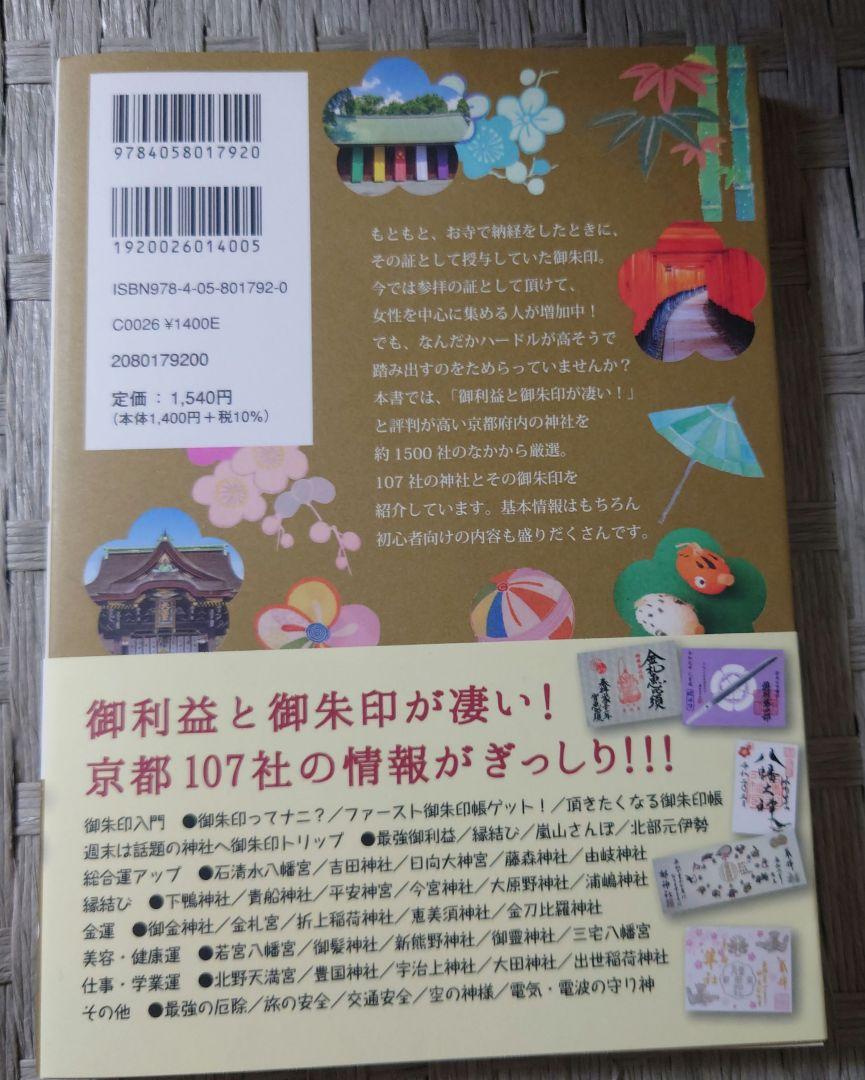 9784058017920
1920026014005
ISBN978-4-05-801792-0
C0026 ¥1400E
2080179200
定価：1,540円
（本体1,400円＋税10%）
もともと、お寺で納経をしたときに、
その証として授与していた御朱印。
今では参拝の証として頂けて、
女性を中心に集める人が増加中！
でも、なんだかハードルが高そうで
踏み出すのをためらっていませんか？
本書では、「御利益と御朱印が凄い！」
と評判が高い京都府内の神社を
約1500社のなかから厳選。
107社の神社とその御朱印を
紹介しています。基本情報はもちろん
初心者向けの内容も盛りだくさんです。
御利益と御朱印が凄い！
京都107社の情報がぎっしり！！！
御朱印入門　●御朱印ってナニ？／ファースト御朱印帳ゲット！／頂きたくなる御朱印帳
週末は話題の神社へ御朱印トリップ　●最強御利益／縁結び／嵐山さんぽ／北部元伊勢
総合運アップ　●石清水八幡宮／吉田神社／日向大神宮／藤森神社／由岐神社
縁結び　●下鴨神社／貴船神社／平安神宮／今宮神社／大原野神社／浦嶋神社
金運　●御金神社／金札宮／折上稲荷神社／恵美須神社／金刀比羅神社
美容・健康運　●若宮八幡宮／御髪神社／新熊野神社／御靈神社／三宅八幡宮
仕事・学業運　●北野天満宮／豊国神社／宇治上神社／大田神社／出世稲荷神社
その他　●最強の厄除／旅の安全／交通安全／空の神様／電気・電波の守り神